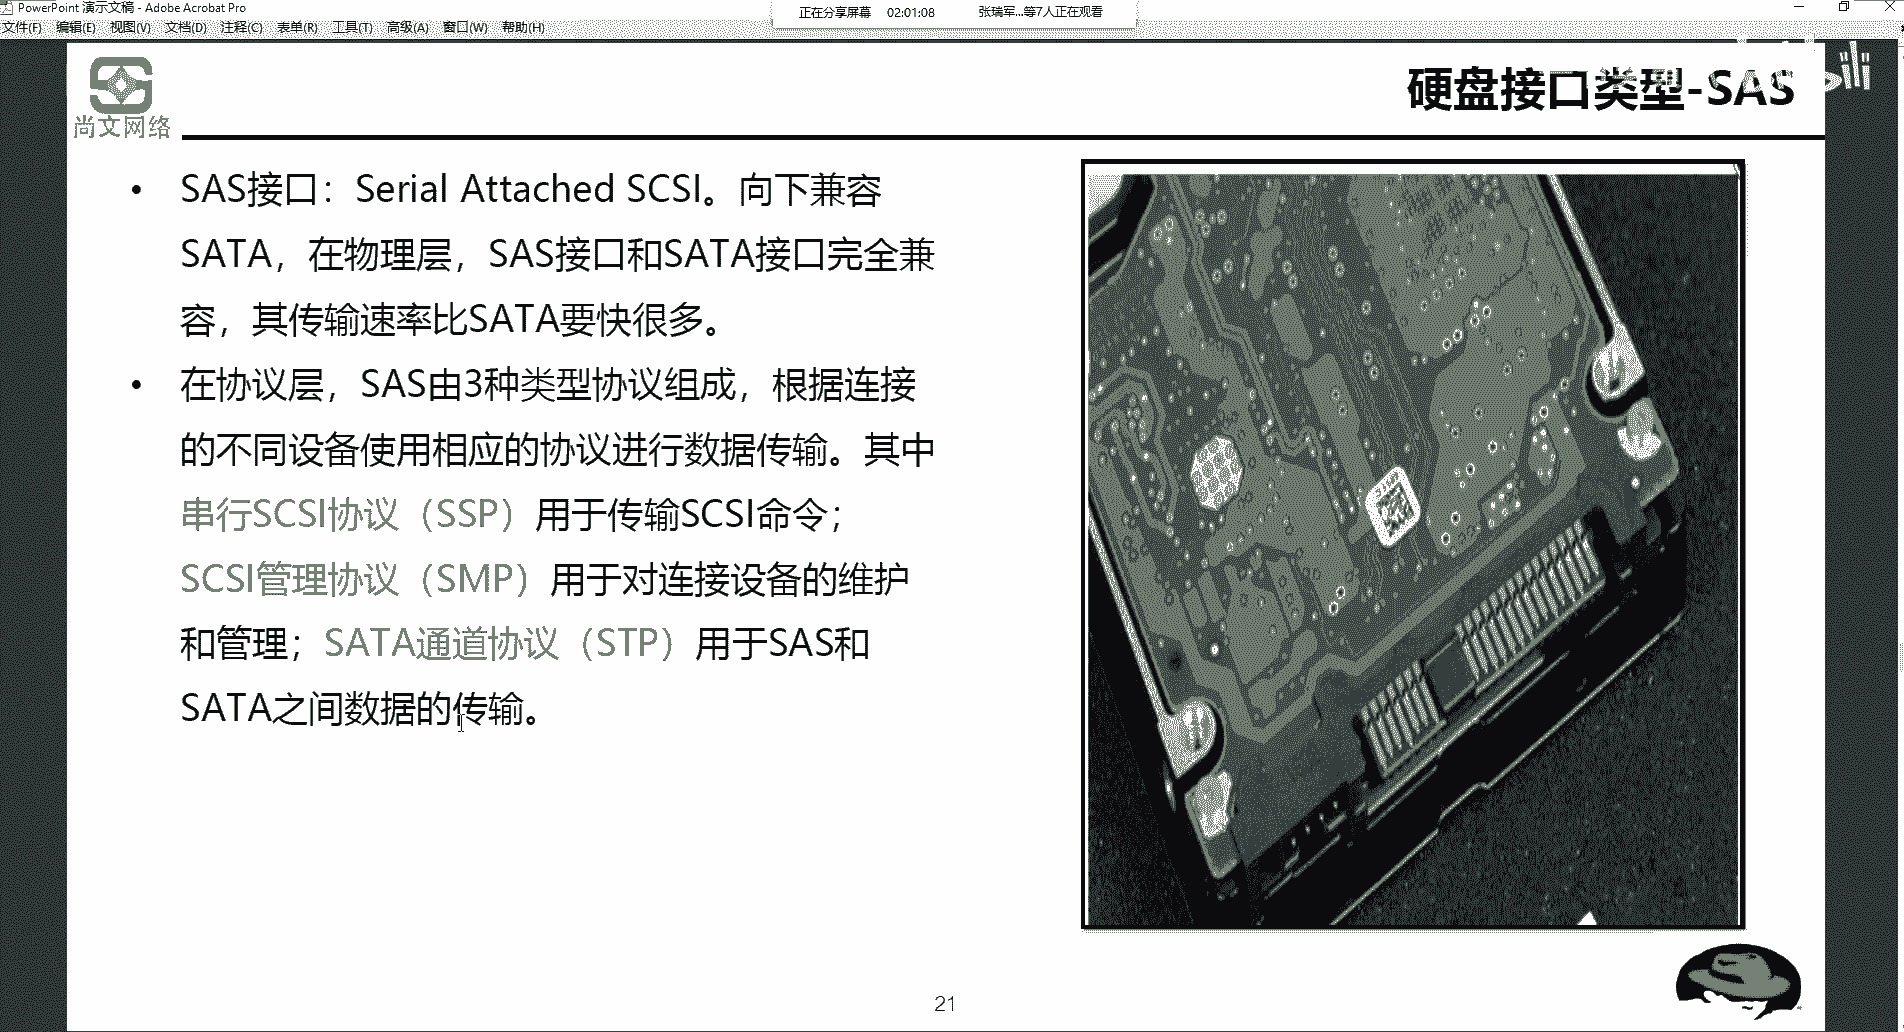 PowerPoint 演示文稿 - Adobe Acrobat Pro
正在分享屏幕 02:01:08 张瑞军...等7人正在观看
文件(F) 编辑(E) 视图(V) 文档(D) 注释(C) 表单(R) 工具(T) 高级(A) 窗口(W) 帮助(H)
尚文网络
硬盘接口类型-SAS
• SAS接口：Serial Attached SCSI。向下兼容
SATA，在物理层，SAS接口和SATA接口完全兼
容，其传输速率比SATA要快很多。
• 在协议层，SAS由3种类型协议组成，根据连接
的不同设备使用相应的协议进行数据传输。其中
串行SCSI协议（SSP）用于传输SCSI命令；
SCSI管理协议（SMP）用于对连接设备的维护
和管理；SATA通道协议（STP）用于SAS和
SATA之间数据的传输。
21